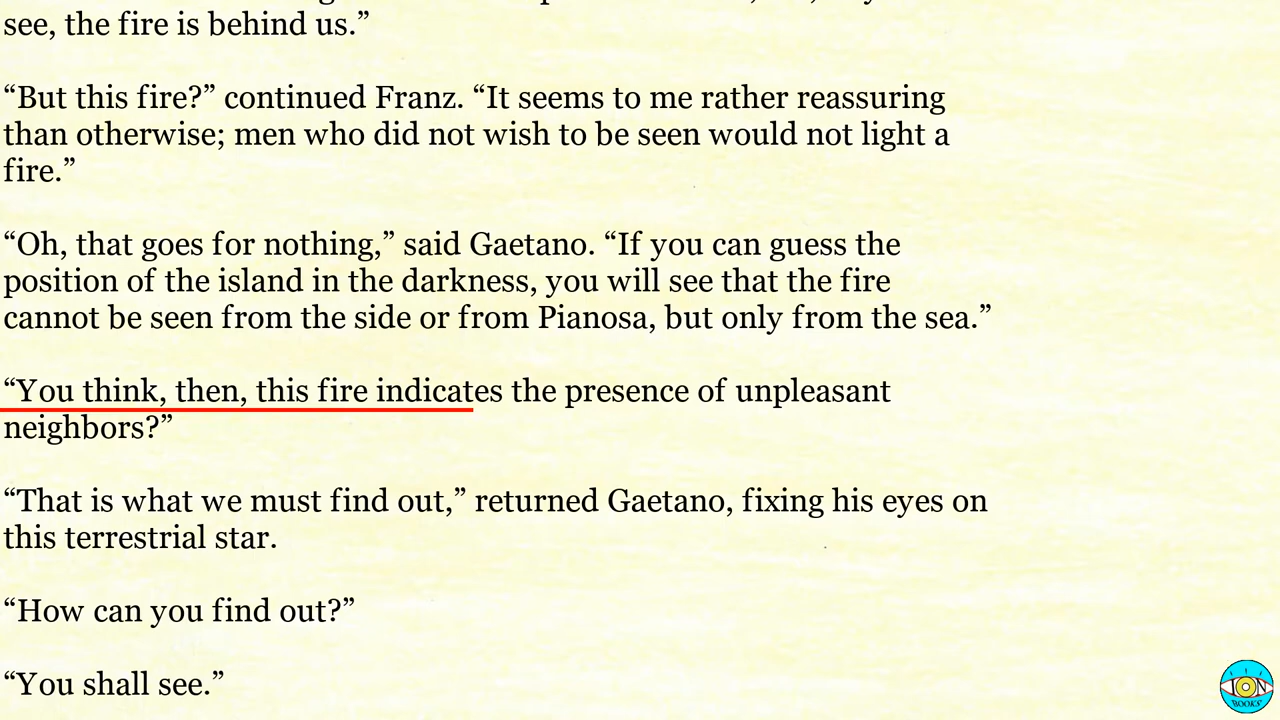 see, the fire is behind us.”
“But this fire?” continued Franz. “It seems to me rather reassuring
than otherwise; men who did not wish to be seen would not light a
fire.”
“Oh, that goes for nothing,” said Gaetano. “If you can guess the
position of the island in the darkness, you will see that the fire
cannot be seen from the side or from Pianosa, but only from the sea.”
“You think, then, this fire indicates the presence of unpleasant
neighbors?”
“That is what we must find out,” returned Gaetano, fixing his eyes on
this terrestrial star.
“How can you find out?”
“You shall see.”
ION
BOOKS